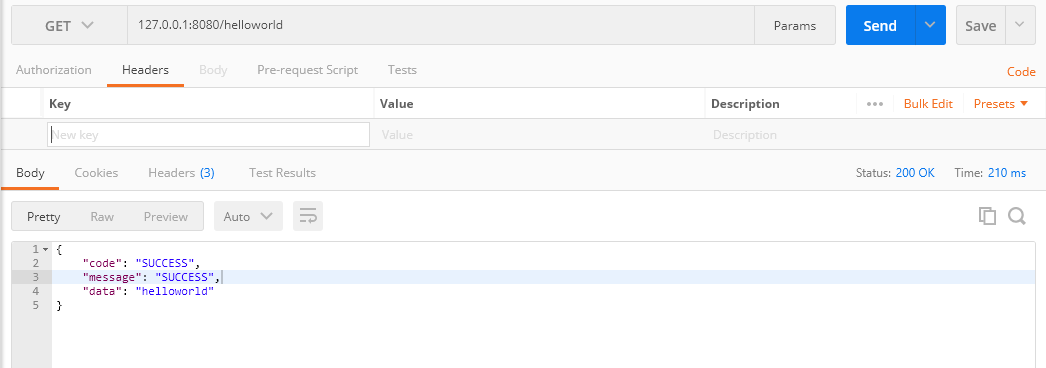 GET 127.0.0.1:8080/helloworld Params Send Save
Authorization Headers Body Pre-request Script Tests Code
Key Value Description ••• Bulk Edit Presets
New key Value Description
Body Cookies Headers (3) Test Results Status: 200 OK Time: 210 ms
Pretty Raw Preview Auto
1 {
2 "code": "SUCCESS",
3 "message": "SUCCESS",
4 "data": "helloworld"
5 }